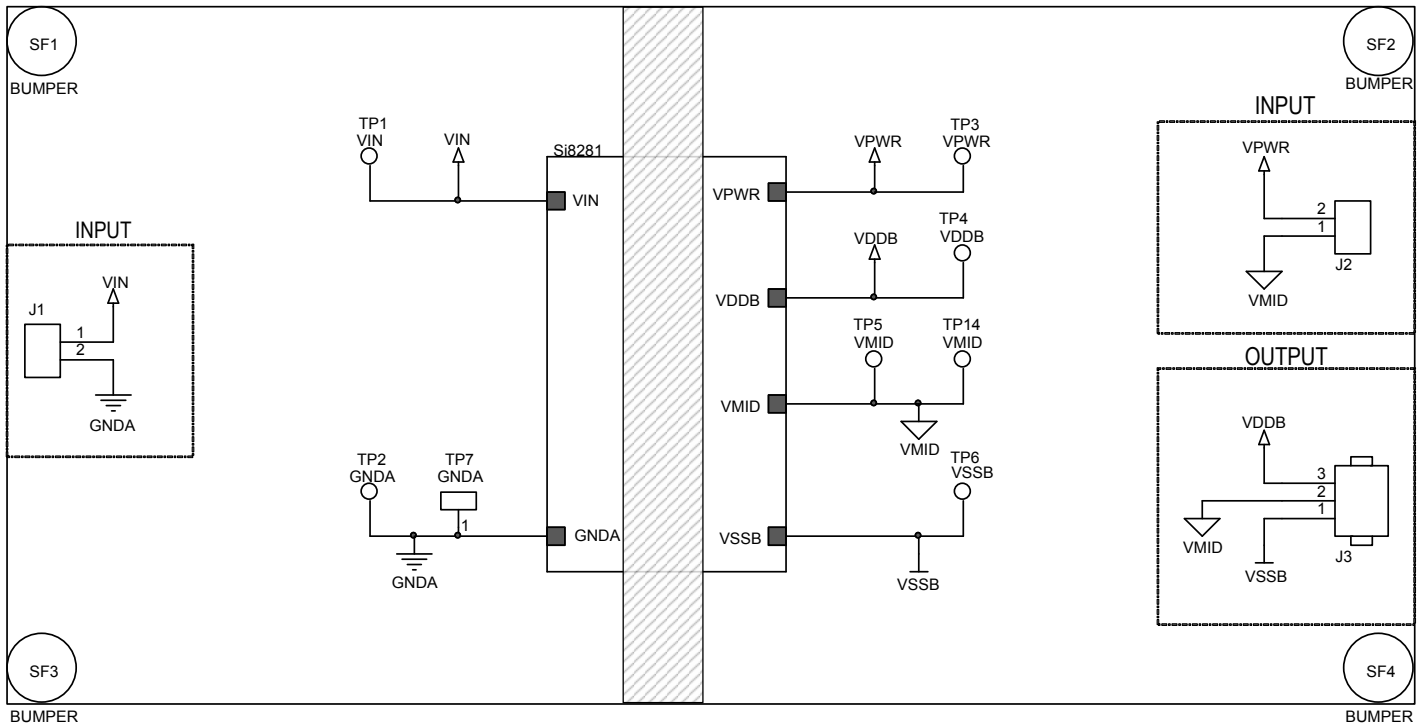 SF1
BUMPER
SF2
BUMPER
INPUT
J1
VIN
1
2
GNDA
TP1
VIN
VIN
TP2
GNDA
TP7
GNDA
1
GNDA
Si8281
VIN
GNDA
VPWR
VDDB
VMID
VSSB
VPWR
TP3
VPWR
VDDB
TP4
VDDB
TP5
VMID
TP14
VMID
VMID
TP6
VSSB
VSSB
INPUT
VPWR
2
1
J2
VMID
OUTPUT
VDDB
3
2
1
VMID
VSSB
J3
SF3
BUMPER
SF4
BUMPER